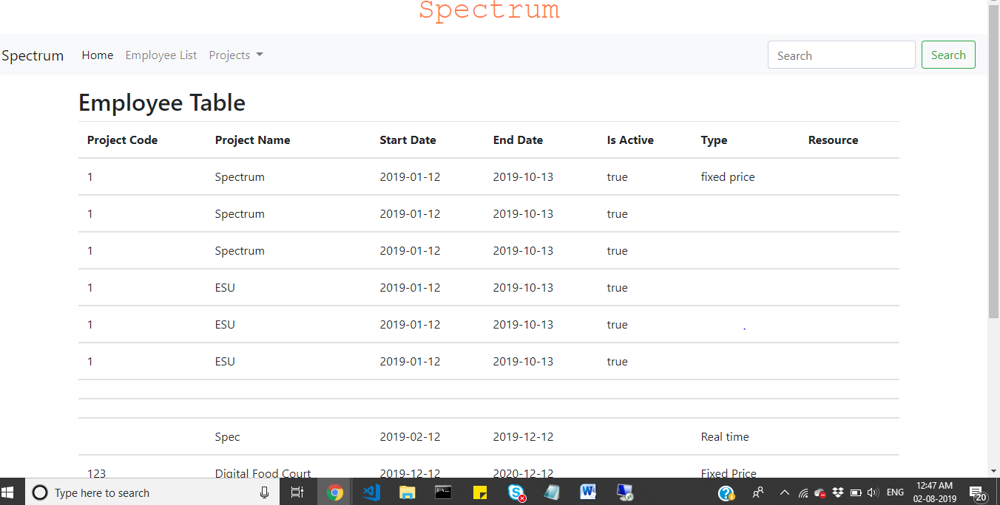 Spectrum
Spectrum Home Employee List Projects Search Search
Employee Table
Project Code Project Name Start Date End Date Is Active Type Resource
1 Spectrum 2019-01-12 2019-10-13 true fixed price
1 Spectrum 2019-01-12 2019-10-13 true
1 Spectrum 2019-01-12 2019-10-13 true
1 ESU 2019-01-12 2019-10-13 true
1 ESU 2019-01-12 2019-10-13 true
1 ESU 2019-01-12 2019-10-13 true
Spec 2019-02-12 2019-12-12 Real time
123 Digital Food Court 2019-12-12 2020-12-12 Fixed Price
Type here to search ENG 12:47 AM
02-08-2019 20